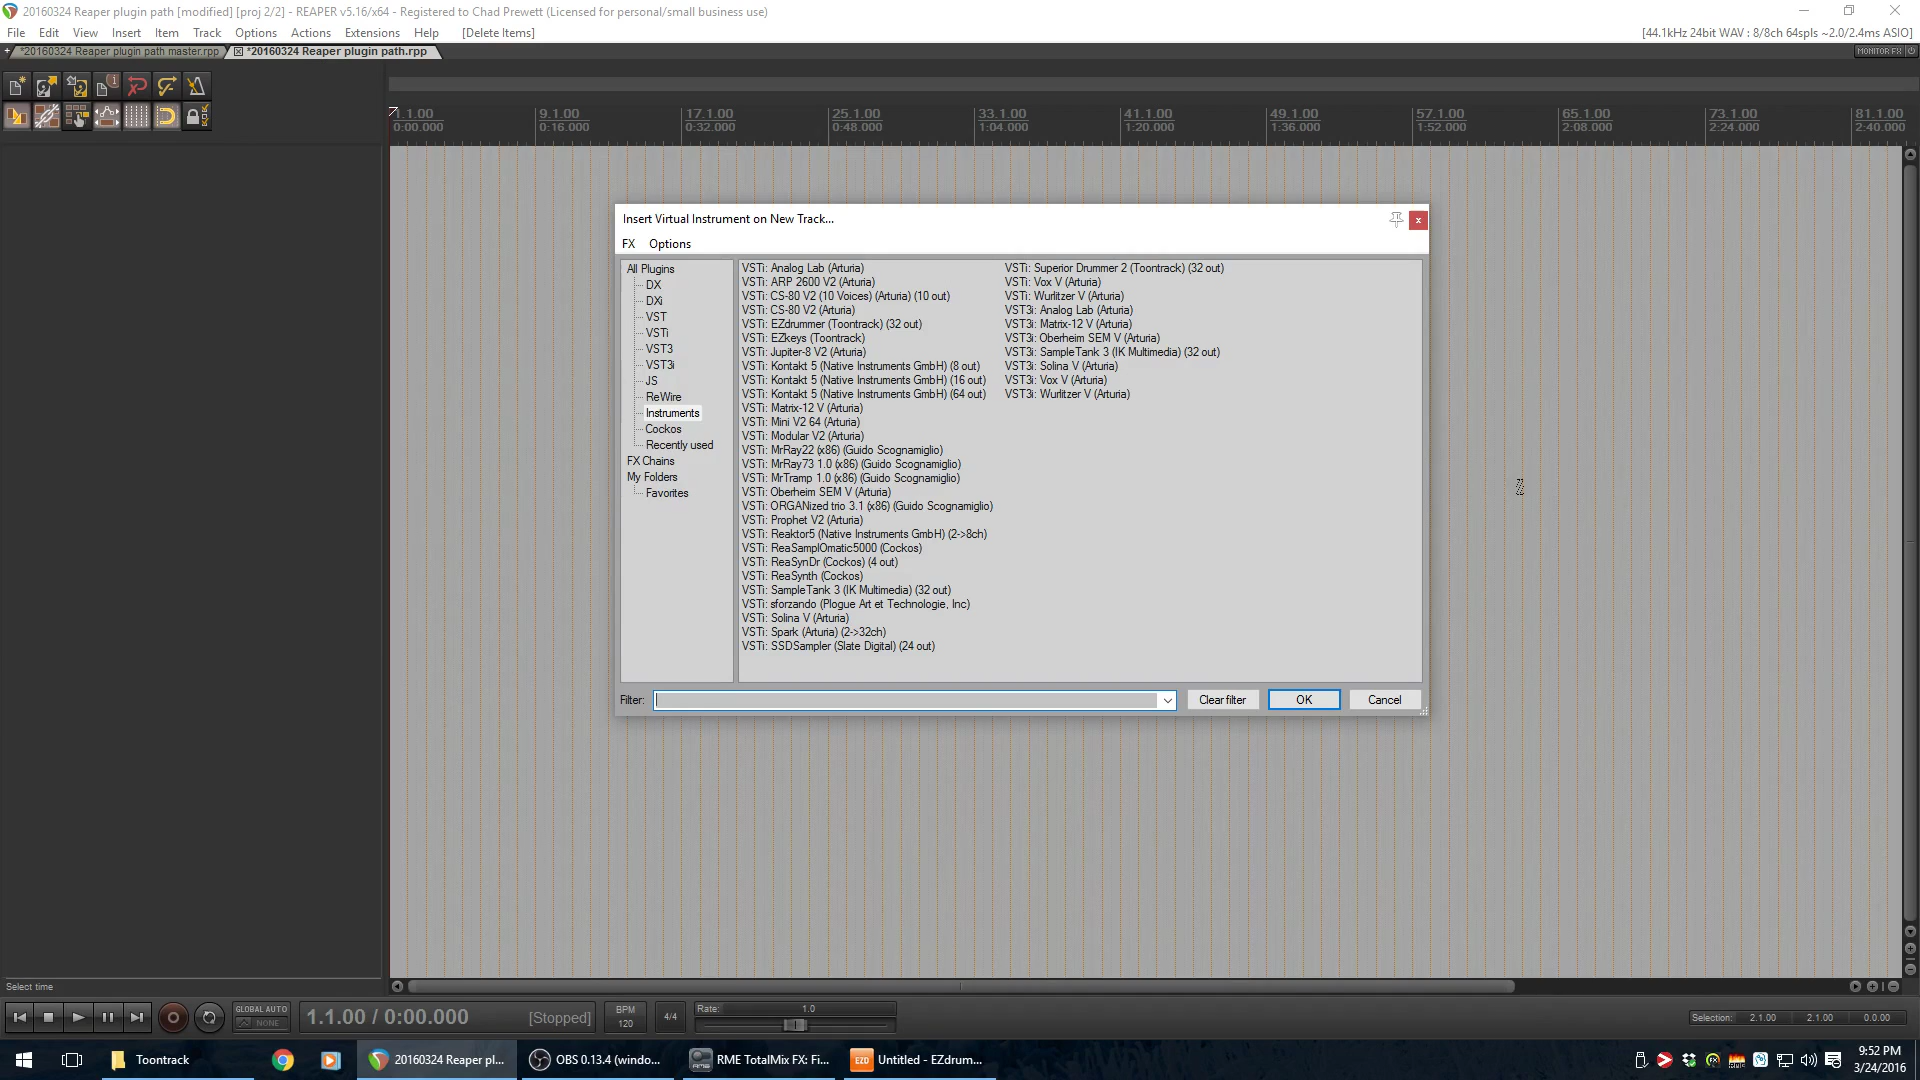 20160324 Reaper plugin path [modified] [proj 2/2] - REAPER v5.16/x64 - Registered to Chad Prewett (Licensed for personal/small business use)
File Edit View Insert Item Track Options Actions Extensions Help [Delete Items]
[44.1kHz 24bit WAV : 8/8ch 64spls ~2.0/2.4ms ASIO]
*20160324 Reaper plugin path master.rpp
*20160324 Reaper plugin path.rpp
MONITOR FX
1.1.00 9.1.00 17.1.00 25.1.00 33.1.00 41.1.00 49.1.00 57.1.00 65.1.00 73.1.00 81.1.00
0:00.000 0:16.000 0:32.000 0:48.000 1:04.000 1:20.000 1:36.000 1:52.000 2:08.000 2:24.000 2:40.000
Insert Virtual Instrument on New Track...
FX Options
All Plugins
DX
DXi
VST
VSTi
VST3
VST3i
JS
ReWire
Instruments
Cockos
Recently used
FX Chains
My Folders
Favorites
VSTi: Analog Lab (Arturia)
VSTi: ARP 2600 V2 (Arturia)
VSTi: CS-80 V2 (10 Voices) (Arturia) (10 out)
VSTi: CS-80 V2 (Arturia)
VSTi: EZdrummer (Toontrack) (32 out)
VSTi: EZkeys (Toontrack)
VSTi: Jupiter-8 V2 (Arturia)
VSTi: Kontakt 5 (Native Instruments GmbH) (8 out)
VSTi: Kontakt 5 (Native Instruments GmbH) (16 out)
VSTi: Kontakt 5 (Native Instruments GmbH) (64 out)
VSTi: Matrix-12 V (Arturia)
VSTi: Mini V2 64 (Arturia)
VSTi: Modular V2 (Arturia)
VSTi: MrRay22 (x86) (Guido Scognamiglio)
VSTi: MrRay73 1.0 (x86) (Guido Scognamiglio)
VSTi: MrTramp 1.0 (x86) (Guido Scognamiglio)
VSTi: Oberheim SEM V (Arturia)
VSTi: ORGANized trio 3.1 (x86) (Guido Scognamiglio)
VSTi: Prophet V2 (Arturia)
VSTi: Reaktor5 (Native Instruments GmbH) (2->8ch)
VSTi: ReaSamplOmatic5000 (Cockos)
VSTi: ReaSynDr (Cockos) (4 out)
VSTi: ReaSynth (Cockos)
VSTi: SampleTank 3 (IK Multimedia) (32 out)
VSTi: sforzando (Plogue Art et Technologie, Inc)
VSTi: Solina V (Arturia)
VSTi: Spark (Arturia) (2->32ch)
VSTi: SSDSampler (Slate Digital) (24 out)
VSTi: Superior Drummer 2 (Toontrack) (32 out)
VSTi: Vox V (Arturia)
VSTi: Wurlitzer V (Arturia)
VST3i: Analog Lab (Arturia)
VST3i: Matrix-12 V (Arturia)
VST3i: Oberheim SEM V (Arturia)
VST3i: SampleTank 3 (IK Multimedia) (32 out)
VST3i: Solina V (Arturia)
VST3i: Vox V (Arturia)
VST3i: Wurlitzer V (Arturia)
Filter: Clear filter OK Cancel
Select time
GLOBAL AUTO
NONE
1.1.00 / 0:00.000 [Stopped]
BPM
120
4/4
Rate: 1.0
Selection: 2.1.00 2.1.00 0.0.00
Toontrack
20160324 Reaper pl...
OBS 0.13.4 (windo...
RME TotalMix FX: Fi...
EZD Untitled - EZdrum...
9:52 PM
3/24/2016